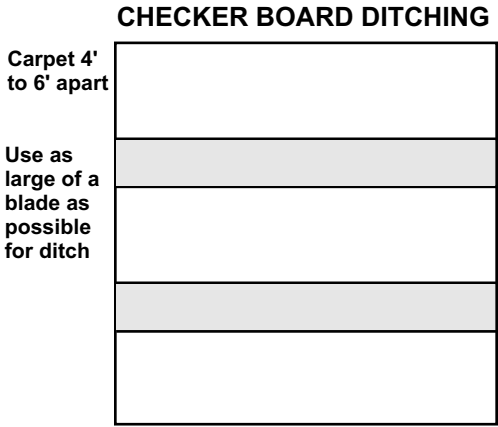 CHECKER BOARD DITCHING
Carpet 4'
to 6' apart
Use as
large of a
blade as
possible
for ditch